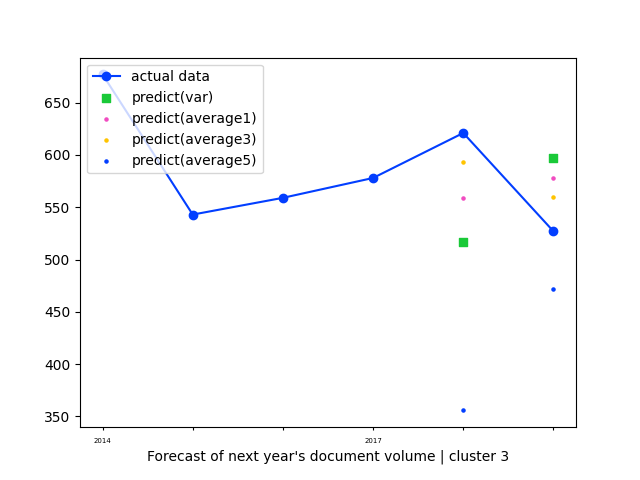 actual data
predict(var)
predict(average1)
predict(average3)
predict(average5)
650
600
550
500
450
400
350
2014 2017
Forecast of next year's document volume | cluster 3